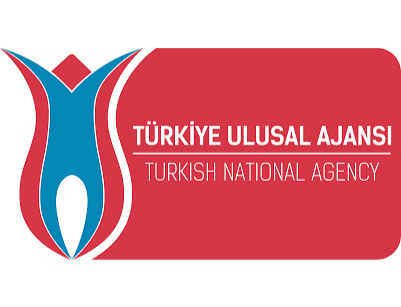 TÜRKİYE ULUSAL AJANSI
TURKISH NATIONAL AGENCY